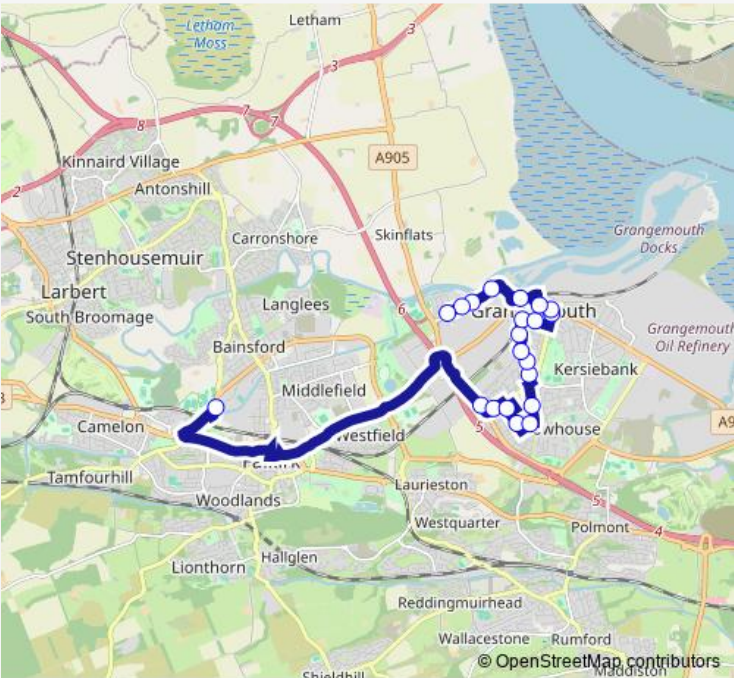 Letham
Letham
Moss
3
3
7
7
8
A905
Kinnaird Village
2
Antonshill
Carronshore
Skinflats
Grangemouth
Docks
Stenhousemuir
Larbert
Langlees
6
South Broomage
Grangemouth
Oil Refinery
Bainsford
Kersiebank
Middlefield
Camelon
5
Westfield
A9
Tamfourhill
Laurieston
Woodlands
5
Westquarter
4
Polmont
Hallglen
Lionthorn
Reddingmuirhead
Wallacestone
Rumford
© OpenStreetMap contributors
Shieldhill
Maddiston